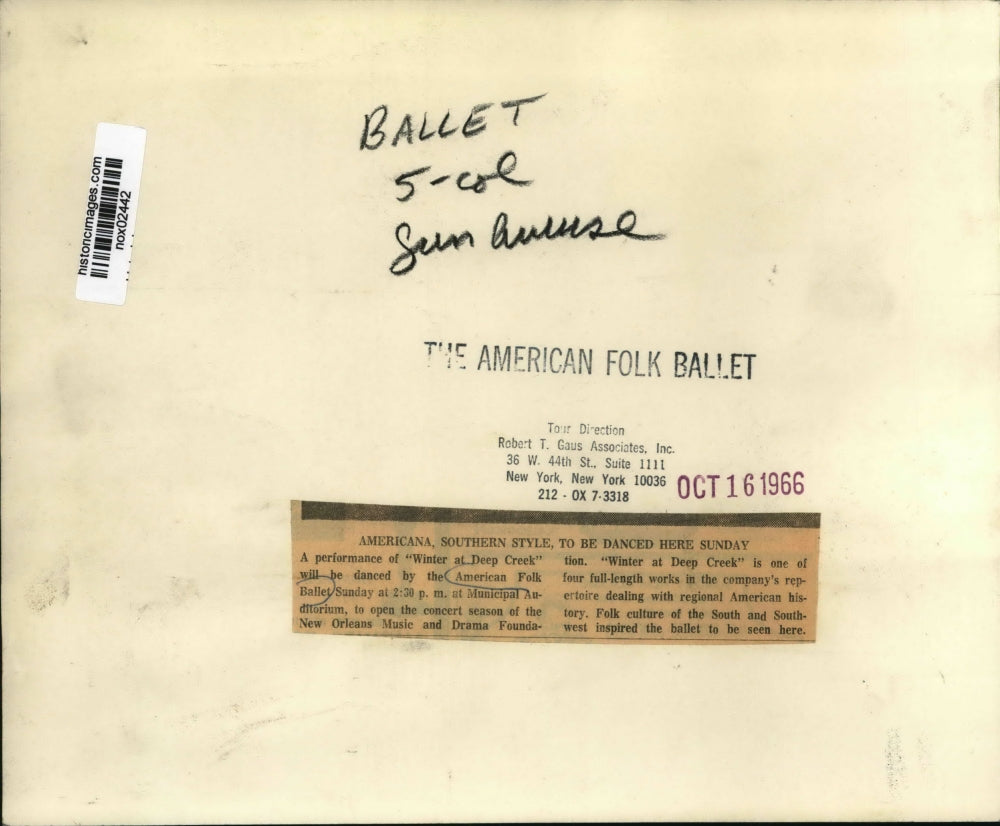 BALLET
5-col
Sun Amuse
historicimages.com
nox02442
THE AMERICAN FOLK BALLET
Tour Direction
Robert T. Gaus Associates, Inc.
36 W. 44th St., Suite 1111
New York, New York 10036
212 - OX 7-3318
OCT 16 1966
AMERICANA, SOUTHERN STYLE, TO BE DANCED HERE SUNDAY
A performance of "Winter at Deep Creek"
will be danced by the American Folk
Ballet Sunday at 2:30 p. m. at Municipal Au-
ditorium, to open the concert season of the
New Orleans Music and Drama Founda-
tion. "Winter at Deep Creek" is one of
four full-length works in the company's rep-
ertoire dealing with regional American his-
tory. Folk culture of the South and South-
west inspired the ballet to be seen here.